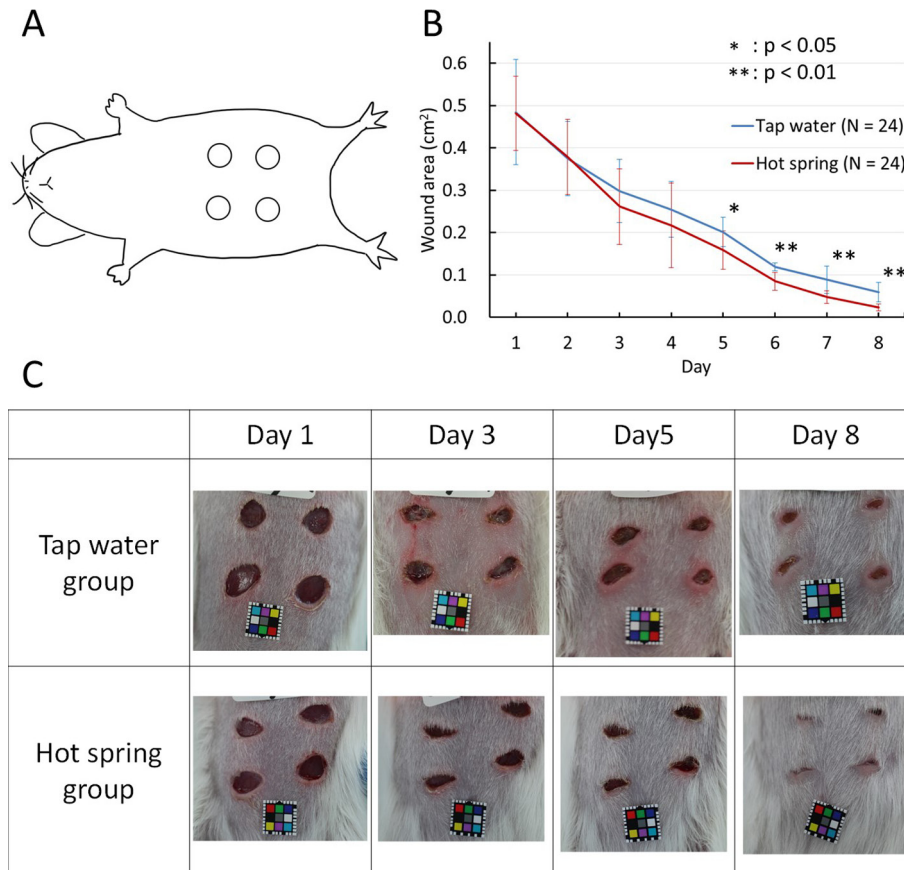 A
B
* : p < 0.05
** : p < 0.01
Tap water (N = 24)
Hot spring (N = 24)
Wound area (cm²)
0.6
0.5
0.4
0.3
0.2
0.1
0.0
*
**
**
**
1 2 3 4 5 6 7 8
Day
C
Day 1 Day 3 Day5 Day 8
Tap water
group
Hot spring
group